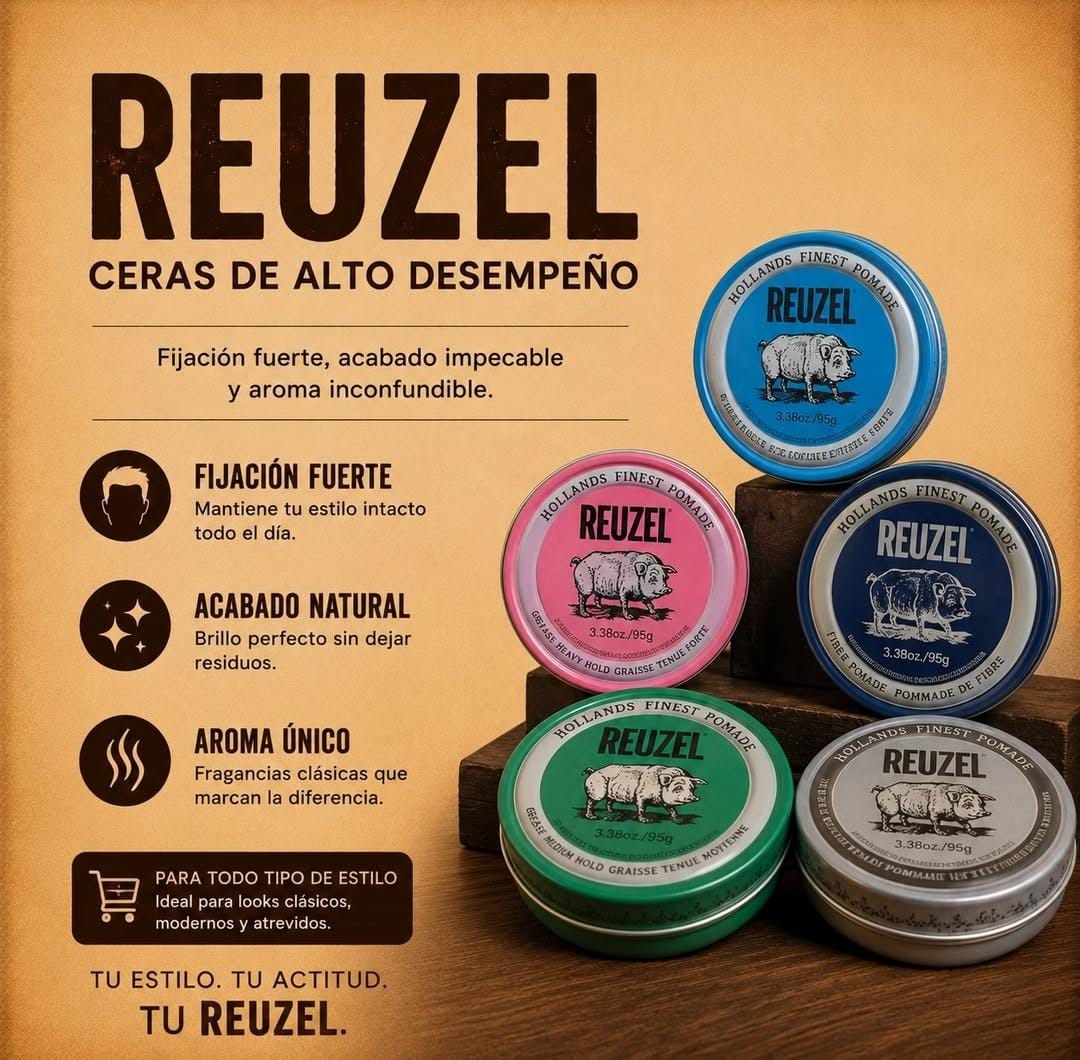 REUZEL
CERAS DE ALTO DESEMPEÑO
Fijación fuerte, acabado impecable
y aroma inconfundible.
FIJACIÓN FUERTE
Mantiene tu estilo intacto
todo el día.
ACABADO NATURAL
Brillo perfecto sin dejar
residuos.
AROMA ÚNICO
Fragancias clásicas que
marcan la diferencia.
PARA TODO TIPO DE ESTILO
Ideal para looks clásicos,
modernos y atrevidos.
TU ESTILO. TU ACTITUD.
TU REUZEL.
HOLLANDS FINEST POMADE
REUZEL
3.38oz./95g
HOLLANDS FINEST POMADE
REUZEL
3.38oz./95g
HEAVY HOLD GRAISSE TENUE FORTE
HOLLANDS FINEST POMADE
REUZEL
3.38oz./95g
FIBER POMADE POMMADE DE FIBRE
HOLLANDS FINEST POMADE
REUZEL
3.38oz./95g
MEDIUM HOLD GRAISSE TENUE MOYENNE
HOLLANDS FINEST POMADE
REUZEL
3.38oz./95g